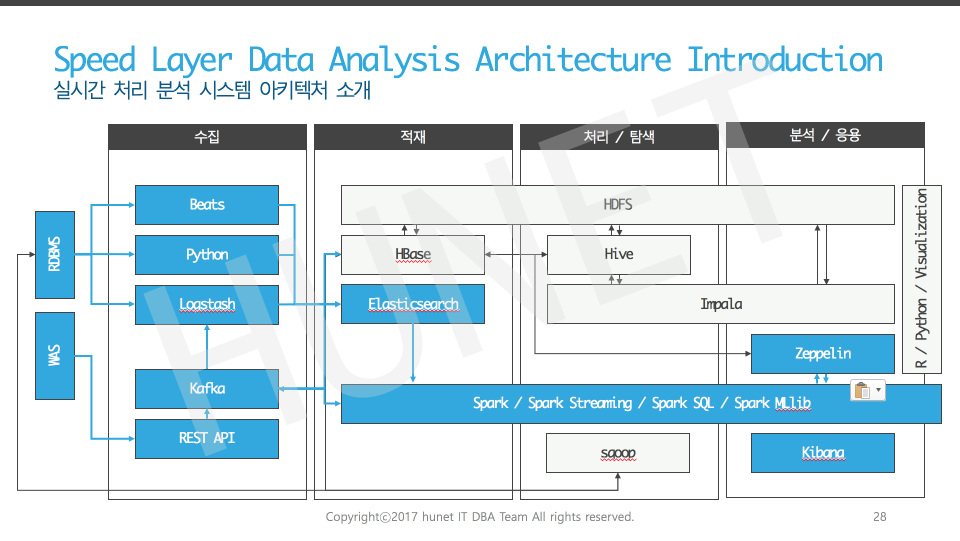 Speed Layer Data Analysis Architecture Introduction
실시간 처리 분석 시스템 아키텍처 소개
수집
적재
처리 / 탐색
분석 / 응용
RDBMS
WAS
Beats
Python
Logstash
Kafka
REST API
HDFS
HBase
Hive
Elasticsearch
Impala
Zeppelin
Spark / Spark Streaming / Spark SQL / Spark MLlib
sqoop
Kibana
R / Python / Visualization
HUNET
Copyrightⓒ2017 hunet IT DBA Team All rights reserved.
28